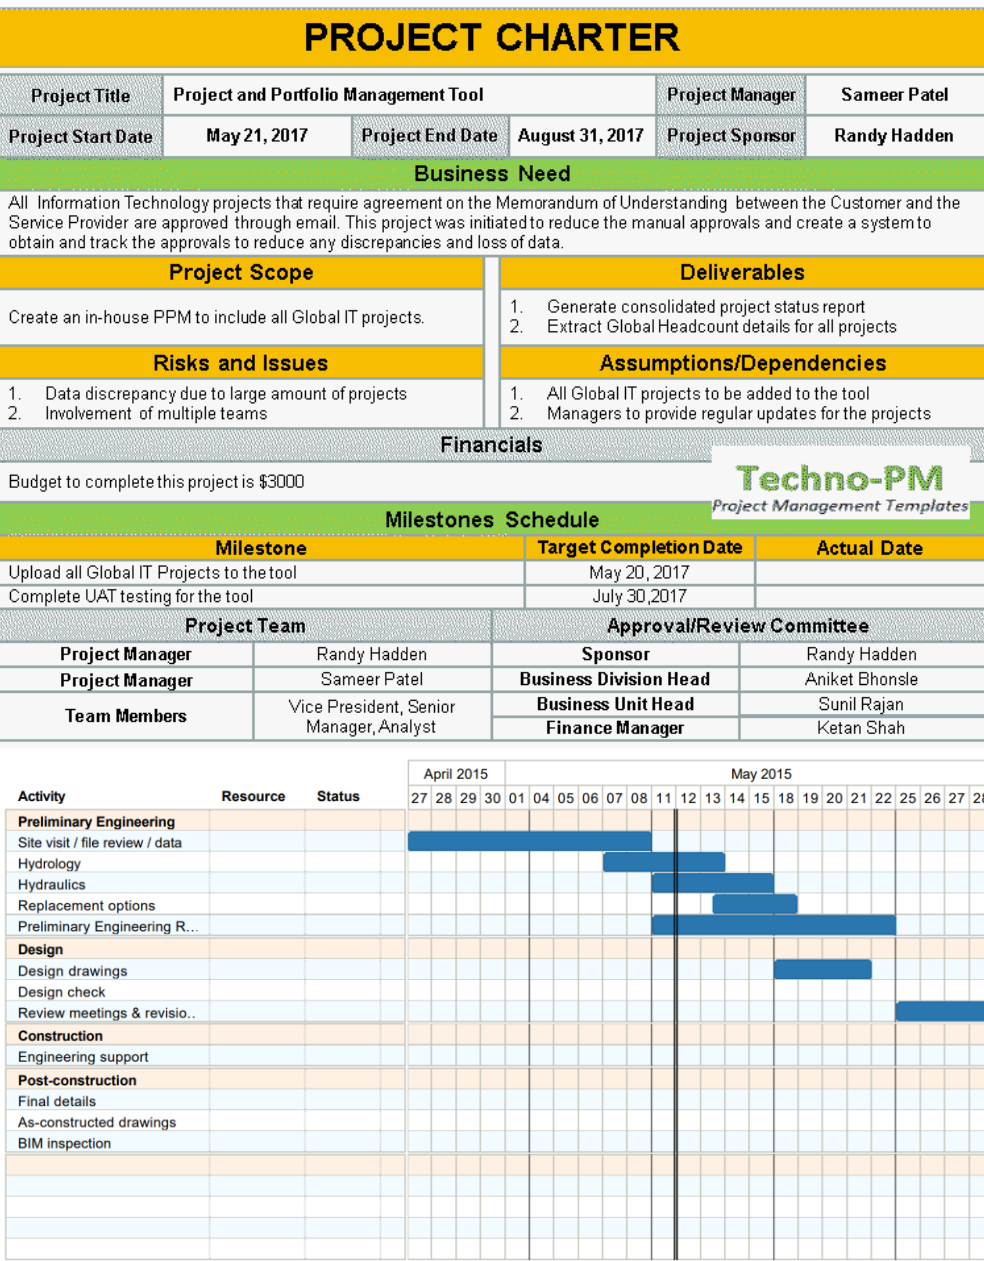 PROJECT CHARTER
Project Title Project and Portfolio Management Tool Project Manager Sameer Patel
Project Start Date May 21, 2017 Project End Date August 31, 2017 Project Sponsor Randy Hadden
Business Need
All Information Technology projects that require agreement on the Memorandum of Understanding between the Customer and the
Service Provider are approved through email. This project was initiated to reduce the manual approvals and create a system to
obtain and track the approvals to reduce any discrepancies and loss of data.
Project Scope
Create an in-house PPM to include all Global IT projects.
Deliverables
1. Generate consolidated project status report
2. Extract Global Headcount details for all projects
Risks and Issues
1. Data discrepancy due to large amount of projects
2. Involvement of multiple teams
Assumptions/Dependencies
1. All Global IT projects to be added to the tool
2. Managers to provide regular updates for the projects
Financials
Budget to complete this project is $3000
Techno-PM
Project Management Templates
Milestones Schedule
Milestone Target Completion Date Actual Date
Upload all Global IT Projects to the tool May 20, 2017
Complete UAT testing for the tool July 30,2017
Project Team Approval/Review Committee
Project Manager Randy Hadden Sponsor Randy Hadden
Project Manager Sameer Patel Business Division Head Aniket Bhonsle
Team Members Vice President, Senior
Manager, Analyst
Business Unit Head Sunil Rajan
Finance Manager Ketan Shah
April 2015 May 2015
Activity Resource Status 27 28 29 30 01 04 05 06 07 08 11 12 13 14 15 18 19 20 21 22 25 26 27 28
Preliminary Engineering
Site visit / file review / data
Hydrology
Hydraulics
Replacement options
Preliminary Engineering R...
Design
Design drawings
Design check
Review meetings & revisio..
Construction
Engineering support
Post-construction
Final details
As-constructed drawings
BIM inspection